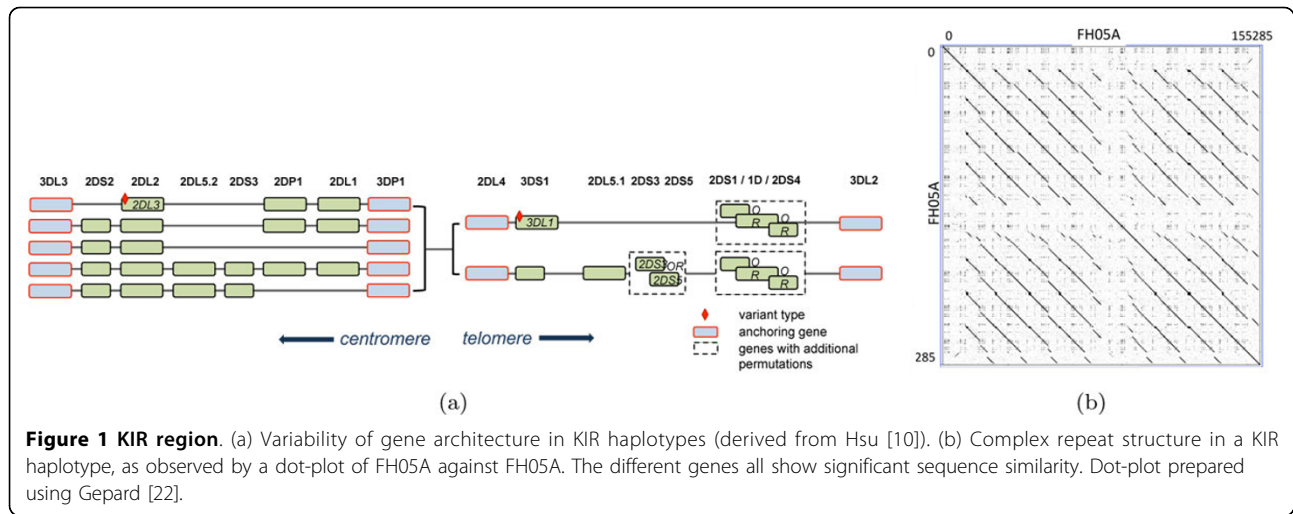 3DL3 2DS2 2DL2 2DL5.2 2DS3 2DP1 2DL1 3DP1
2DL3
2DL4 3DS1 2DL5.1 2DS3 2DS5 2DS1 / 1D / 2DS4 3DL2
3DL1
O
R
O
R
2DS3
OR
2DS5
O
R
O
R
centromere telomere
variant type
anchoring gene
genes with additional
permutations
(a)
0 FH05A 155285
0
FH05A
285
(b)
Figure 1 KIR region. (a) Variability of gene architecture in KIR haplotypes (derived from Hsu [10]). (b) Complex repeat structure in a KIR
haplotype, as observed by a dot-plot of FH05A against FH05A. The different genes all show significant sequence similarity. Dot-plot prepared
using Gepard [22].